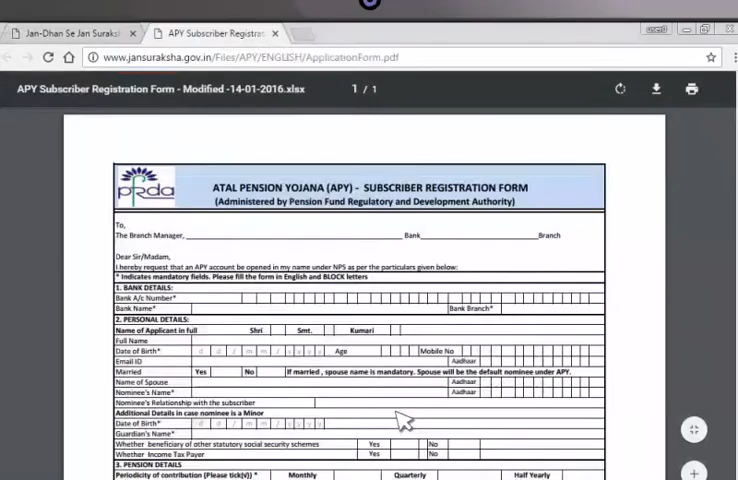 Jan-Dhan Se Jan Suraksh
APY Subscriber Registrat
user0
www.jansuraksha.gov.in/Files/APY/ENGLISH/ApplicationForm.pdf
APY Subscriber Registration Form - Modified -14-01-2016.xlsx
1 / 1
prda
ATAL PENSION YOJANA (APY) - SUBSCRIBER REGISTRATION FORM
(Administered by Pension Fund Regulatory and Development Authority)
To,
The Branch Manager, Bank Branch
Dear Sir/Madam,
I hereby request that an APY account be opened in my name under NPS as per the particulars given below:
* Indicates mandatory fields. Please fill the form in English and BLOCK letters
1. BANK DETAILS:
Bank A/c Number*
Bank Name* Bank Branch*
2. PERSONAL DETAILS:
Name of Applicant in full Shri Smt. Kumari
Full Name
Date of Birth* d d / m m / y y y y Age Mobile No
Email ID Aadhaar
Married Yes No If married , spouse name is mandatory. Spouse will be the default nominee under APY.
Name of Spouse Aadhaar
Nominee's Name* Aadhaar
Nominee's Relationship with the subscriber
Additional Details in case nominee is a Minor
Date of Birth* d d / m m / y y y y
Guardian's Name*
Whether beneficiary of other statutory social security schemes Yes No
Whether Income Tax Payer Yes No
3. PENSION DETAILS
Periodicity of contribution (Please tick(√)) * Monthly Quarterly Half Yearly